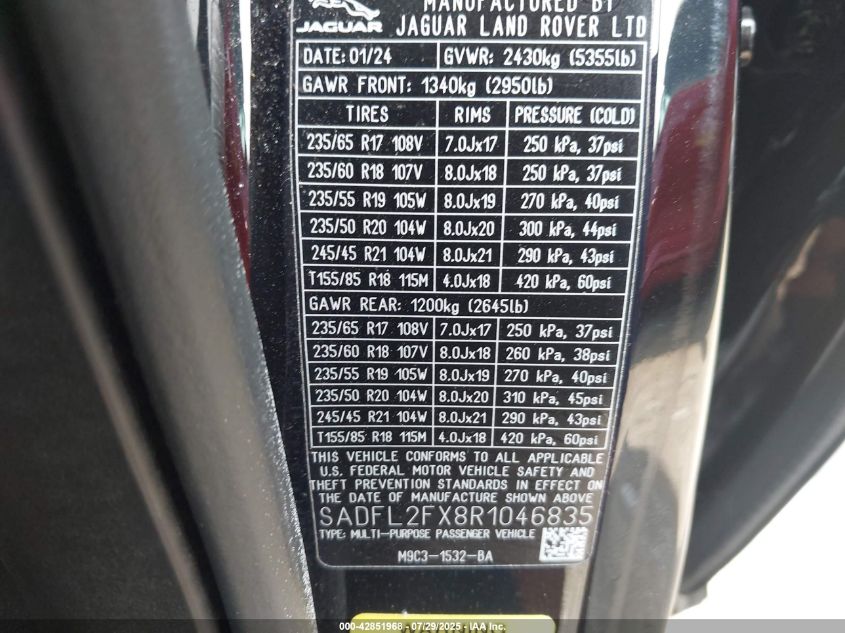 MANUFACTURED BY
JAGUAR JAGUAR LAND ROVER LTD
DATE: 01/24 GVWR: 2430kg (5355lb)
GAWR FRONT: 1340kg (2950lb)
TIRES RIMS PRESSURE (COLD)
235/65 R17 108V 7.0Jx17 250 kPa, 37psi
235/60 R18 107V 8.0Jx18 250 kPa, 37psi
235/55 R19 105W 8.0Jx19 270 kPa, 40psi
235/50 R20 104W 8.0Jx20 300 kPa, 44psi
245/45 R21 104W 8.0Jx21 290 kPa, 43psi
T155/85 R18 115M 4.0Jx18 420 kPa, 60psi
GAWR REAR: 1200kg (2645lb)
235/65 R17 108V 7.0Jx17 250 kPa, 37psi
235/60 R18 107V 8.0Jx18 260 kPa, 38psi
235/55 R19 105W 8.0Jx19 270 kPa, 40psi
235/50 R20 104W 8.0Jx20 310 kPa, 45psi
245/45 R21 104W 8.0Jx21 290 kPa, 43psi
T155/85 R18 115M 4.0Jx18 420 kPa, 60psi
THIS VEHICLE CONFORMS TO ALL APPLICABLE
U.S. FEDERAL MOTOR VEHICLE SAFETY AND
THEFT PREVENTION STANDARDS IN EFFECT ON
THE DATE OF MANUFACTURE SHOWN ABOVE
SADFL2FX8R1046835
TYPE: MULTI-PURPOSE PASSENGER VEHICLE
M9C3-1532-BA
000-42851968 - 07/29/2025 - IAA Inc.